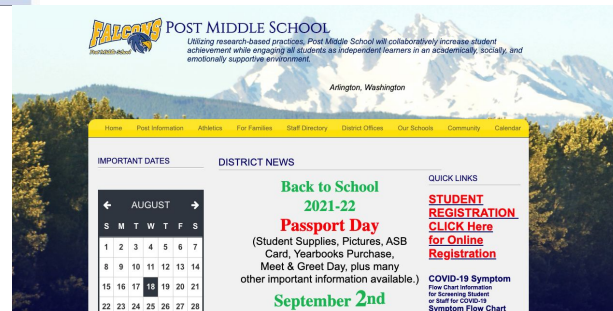 FALCONS
Post Middle School
POST MIDDLE SCHOOL
Utilizing research-based practices, Post Middle School will collaboratively increase student
achievement while engaging all students as independent learners in an academically, socially, and
emotionally supportive environment.
Arlington, Washington
Home Post Information Athletics For Families Staff Directory District Offices Our Schools Community Calendar
IMPORTANT DATES
AUGUST
S M T W T F S
1 2 3 4 5 6 7
8 9 10 11 12 13 14
15 16 17 18 19 20 21
22 23 24 25 26 27 28
DISTRICT NEWS
Back to School
2021-22
Passport Day
(Student Supplies, Pictures, ASB
Card, Yearbooks Purchase,
Meet & Greet Day, plus many
other important information available.)
September 2nd
QUICK LINKS
STUDENT
REGISTRATION
CLICK Here
for Online
Registration
COVID-19 Symptom
Flow Chart Information
for Screening Student
or Staff for COVID-19
Symptom Flow Chart